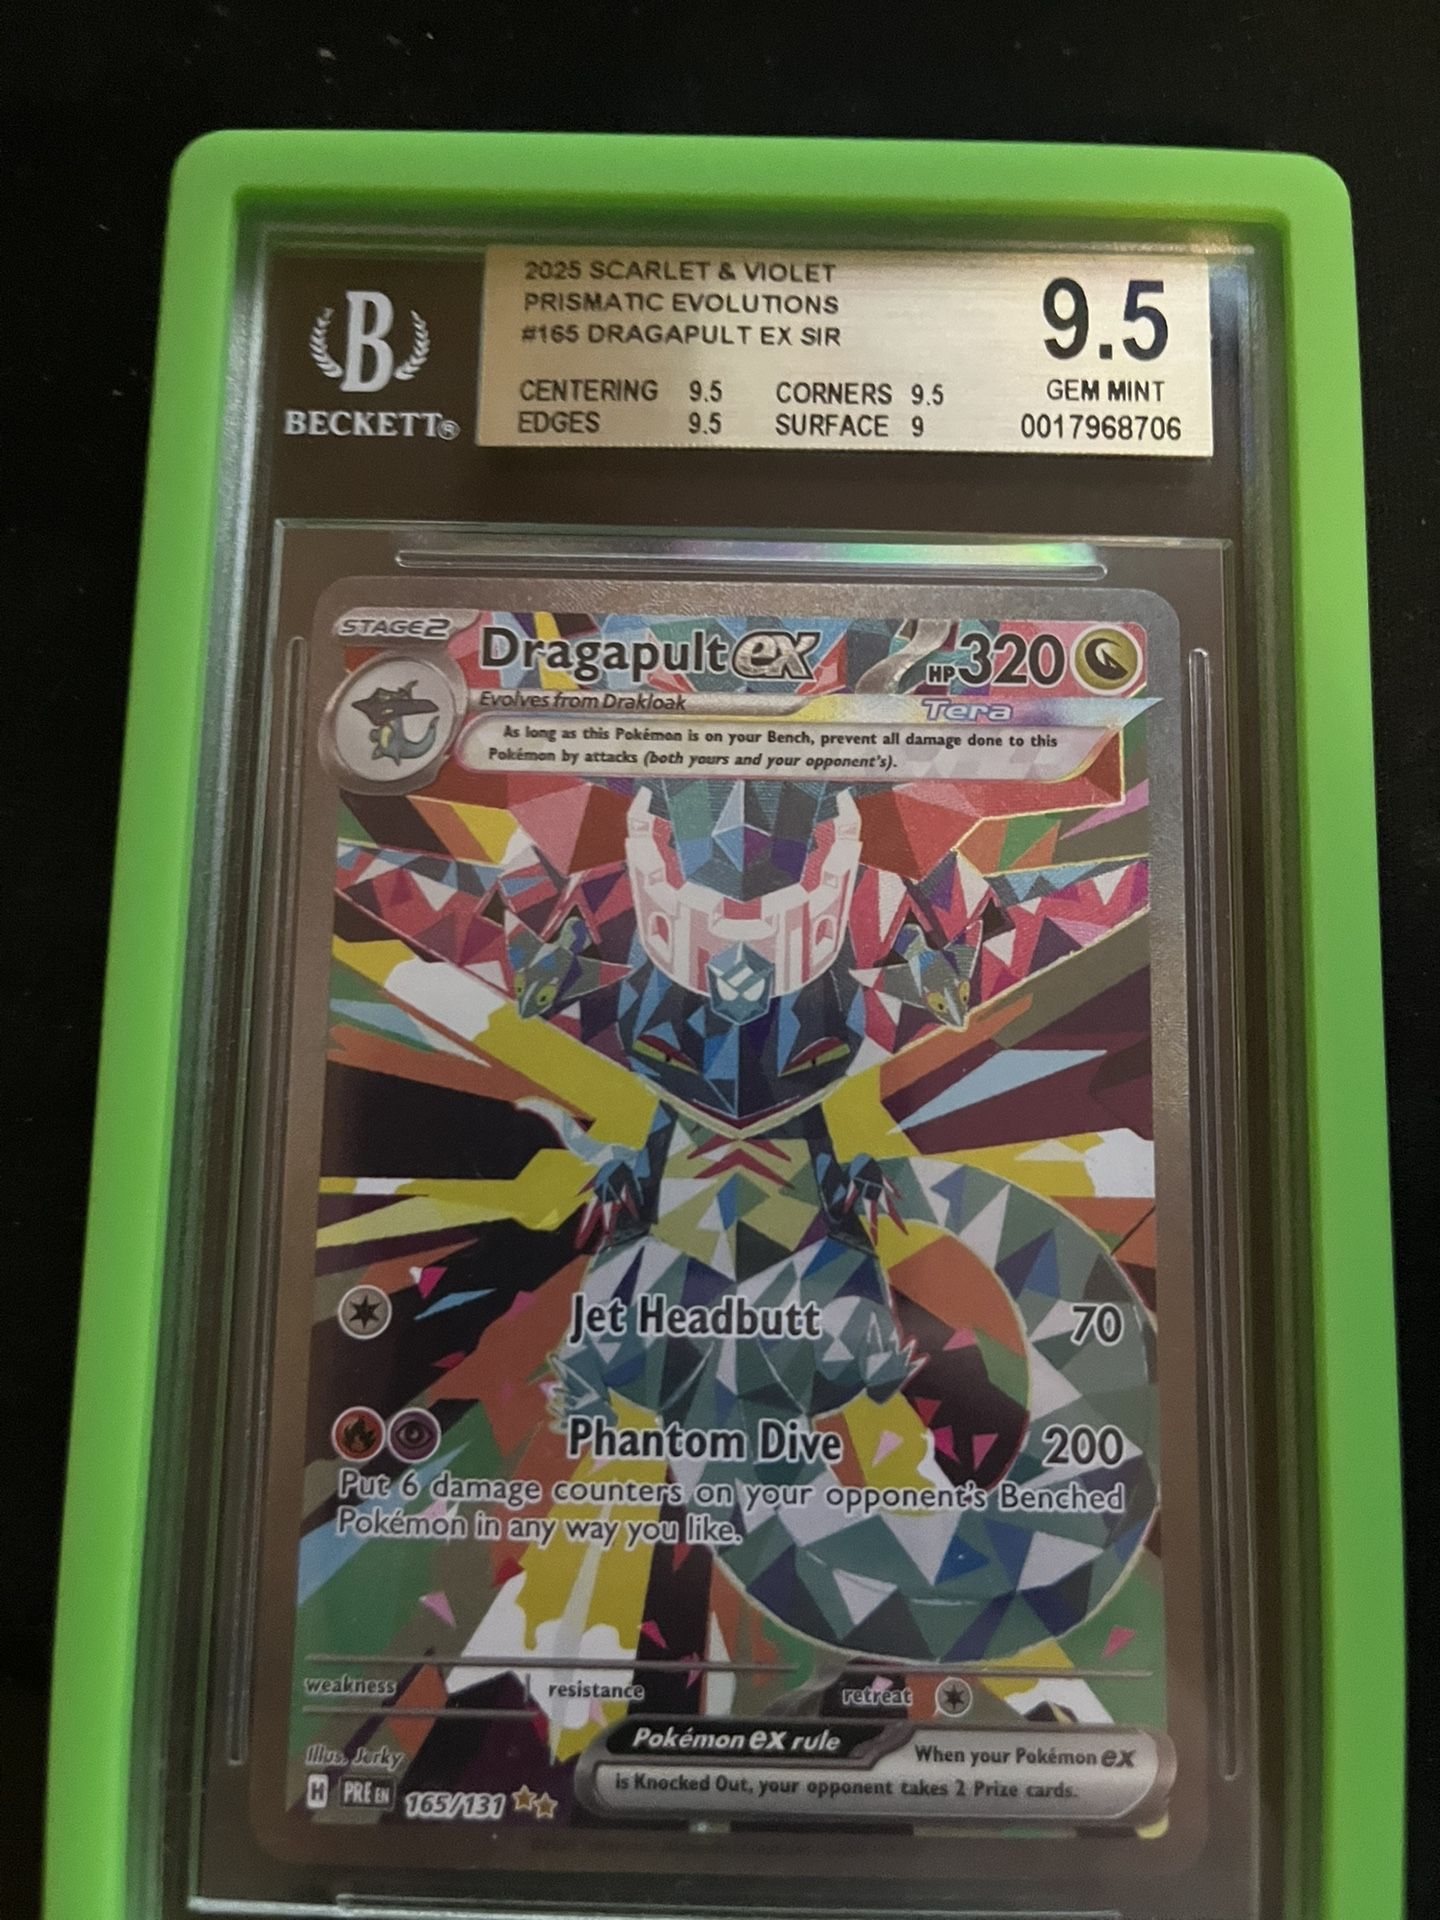 2025 SCARLET & VIOLET
PRISMATIC EVOLUTIONS
#165 DRAGAPULT EX SIR
9.5
CENTERING 9.5 CORNERS 9.5
GEM MINT
EDGES 9.5 SURFACE 9
0017968706
B
BECKETT®
STAGE2
Dragapult ex
HP320
Evolves from Drakloak
Tera
As long as this Pokémon is on your Bench, prevent all damage done to this
Pokémon by attacks (both yours and your opponent's).
Jet Headbutt 70
Phantom Dive 200
Put 6 damage counters on your opponent's Benched
Pokémon in any way you like.
weakness resistance retreat
Pokémon ex rule
When your Pokémon ex
is Knocked Out, your opponent takes 2 Prize cards.
Illus. Jerky
H PRE EN 165/131